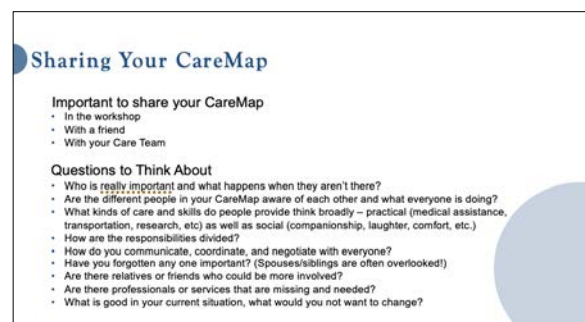 Sharing Your CareMap
Important to share your CareMap
• In the workshop
• With a friend
• With your Care Team
Questions to Think About
• Who is really important and what happens when they aren't there?
• Are the different people in your CareMap aware of each other and what everyone is doing?
• What kinds of care and skills do people provide think broadly – practical (medical assistance,
transportation, research, etc) as well as social (companionship, laughter, comfort, etc.)
• How are the responsibilities divided?
• How do you communicate, coordinate, and negotiate with everyone?
• Have you forgotten any one important? (Spouses/siblings are often overlooked!)
• Are there relatives or friends who could be more involved?
• Are there professionals or services that are missing and needed?
• What is good in your current situation, what would you not want to change?